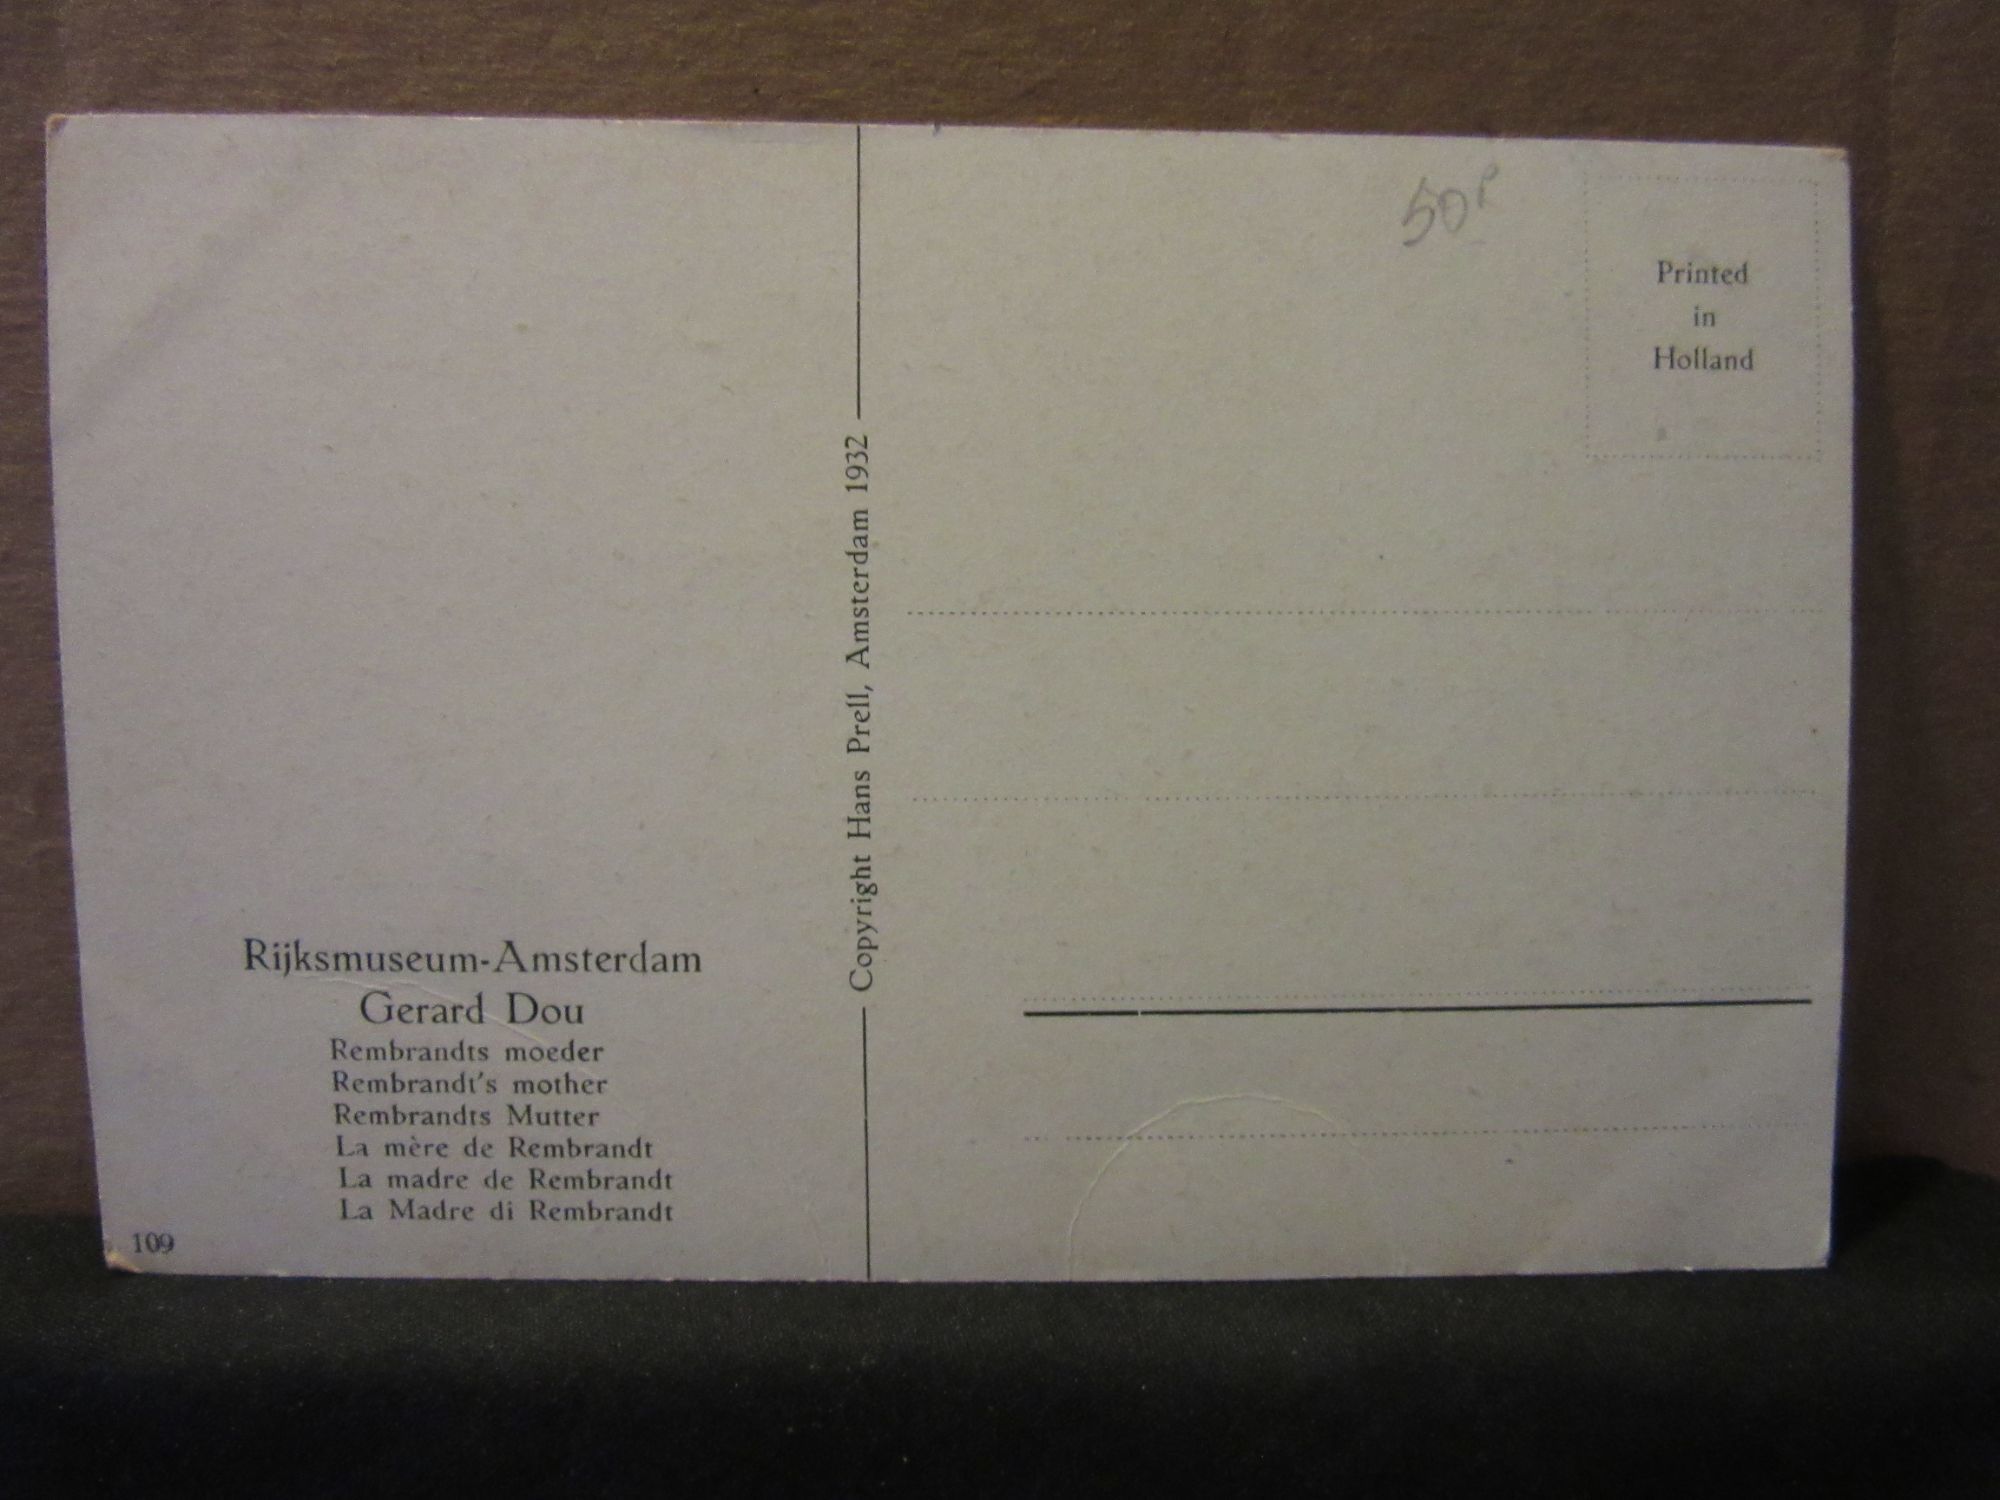 Rijksmuseum-Amsterdam
Gerard Dou
Rembrandts moeder
Rembrandt's mother
Rembrandts Mutter
La mère de Rembrandt
La madre de Rembrandt
La Madre di Rembrandt
109
Copyright Hans Prell, Amsterdam 1932
50P
Printed
in
Holland